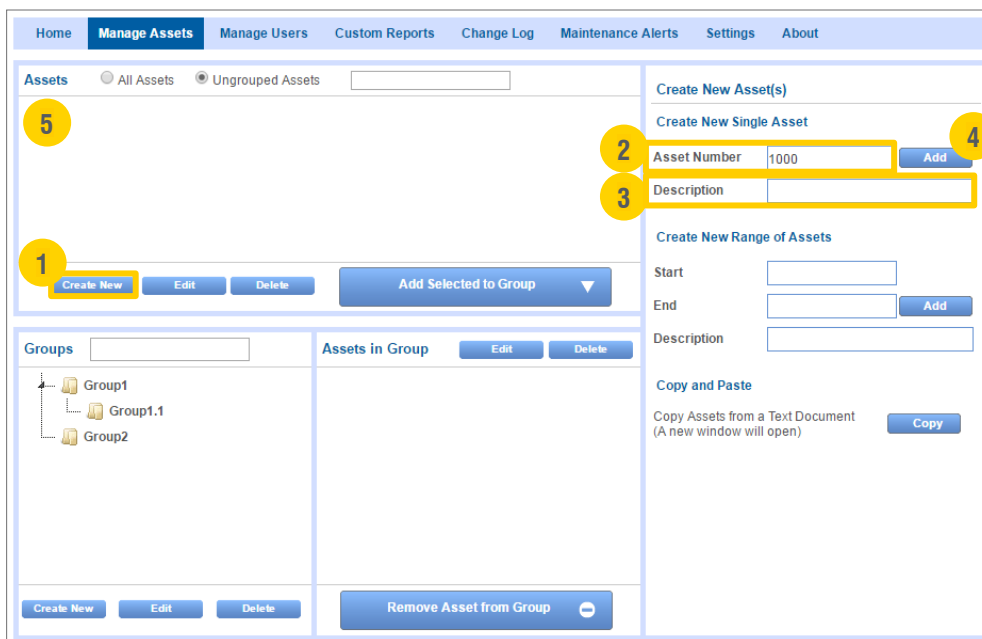 Home Manage Assets Manage Users Custom Reports Change Log Maintenance Alerts Settings About
Assets All Assets Ungrouped Assets
5
1
Create New Edit Delete Add Selected to Group
Groups
Group1
Group1.1
Group2
Create New Edit Delete
Assets in Group Edit Delete
Remove Asset from Group
Create New Asset(s)
Create New Single Asset
2 Asset Number 1000 Add 4
3 Description
Create New Range of Assets
Start
End Add
Description
Copy and Paste
Copy Assets from a Text Document
(A new window will open) Copy